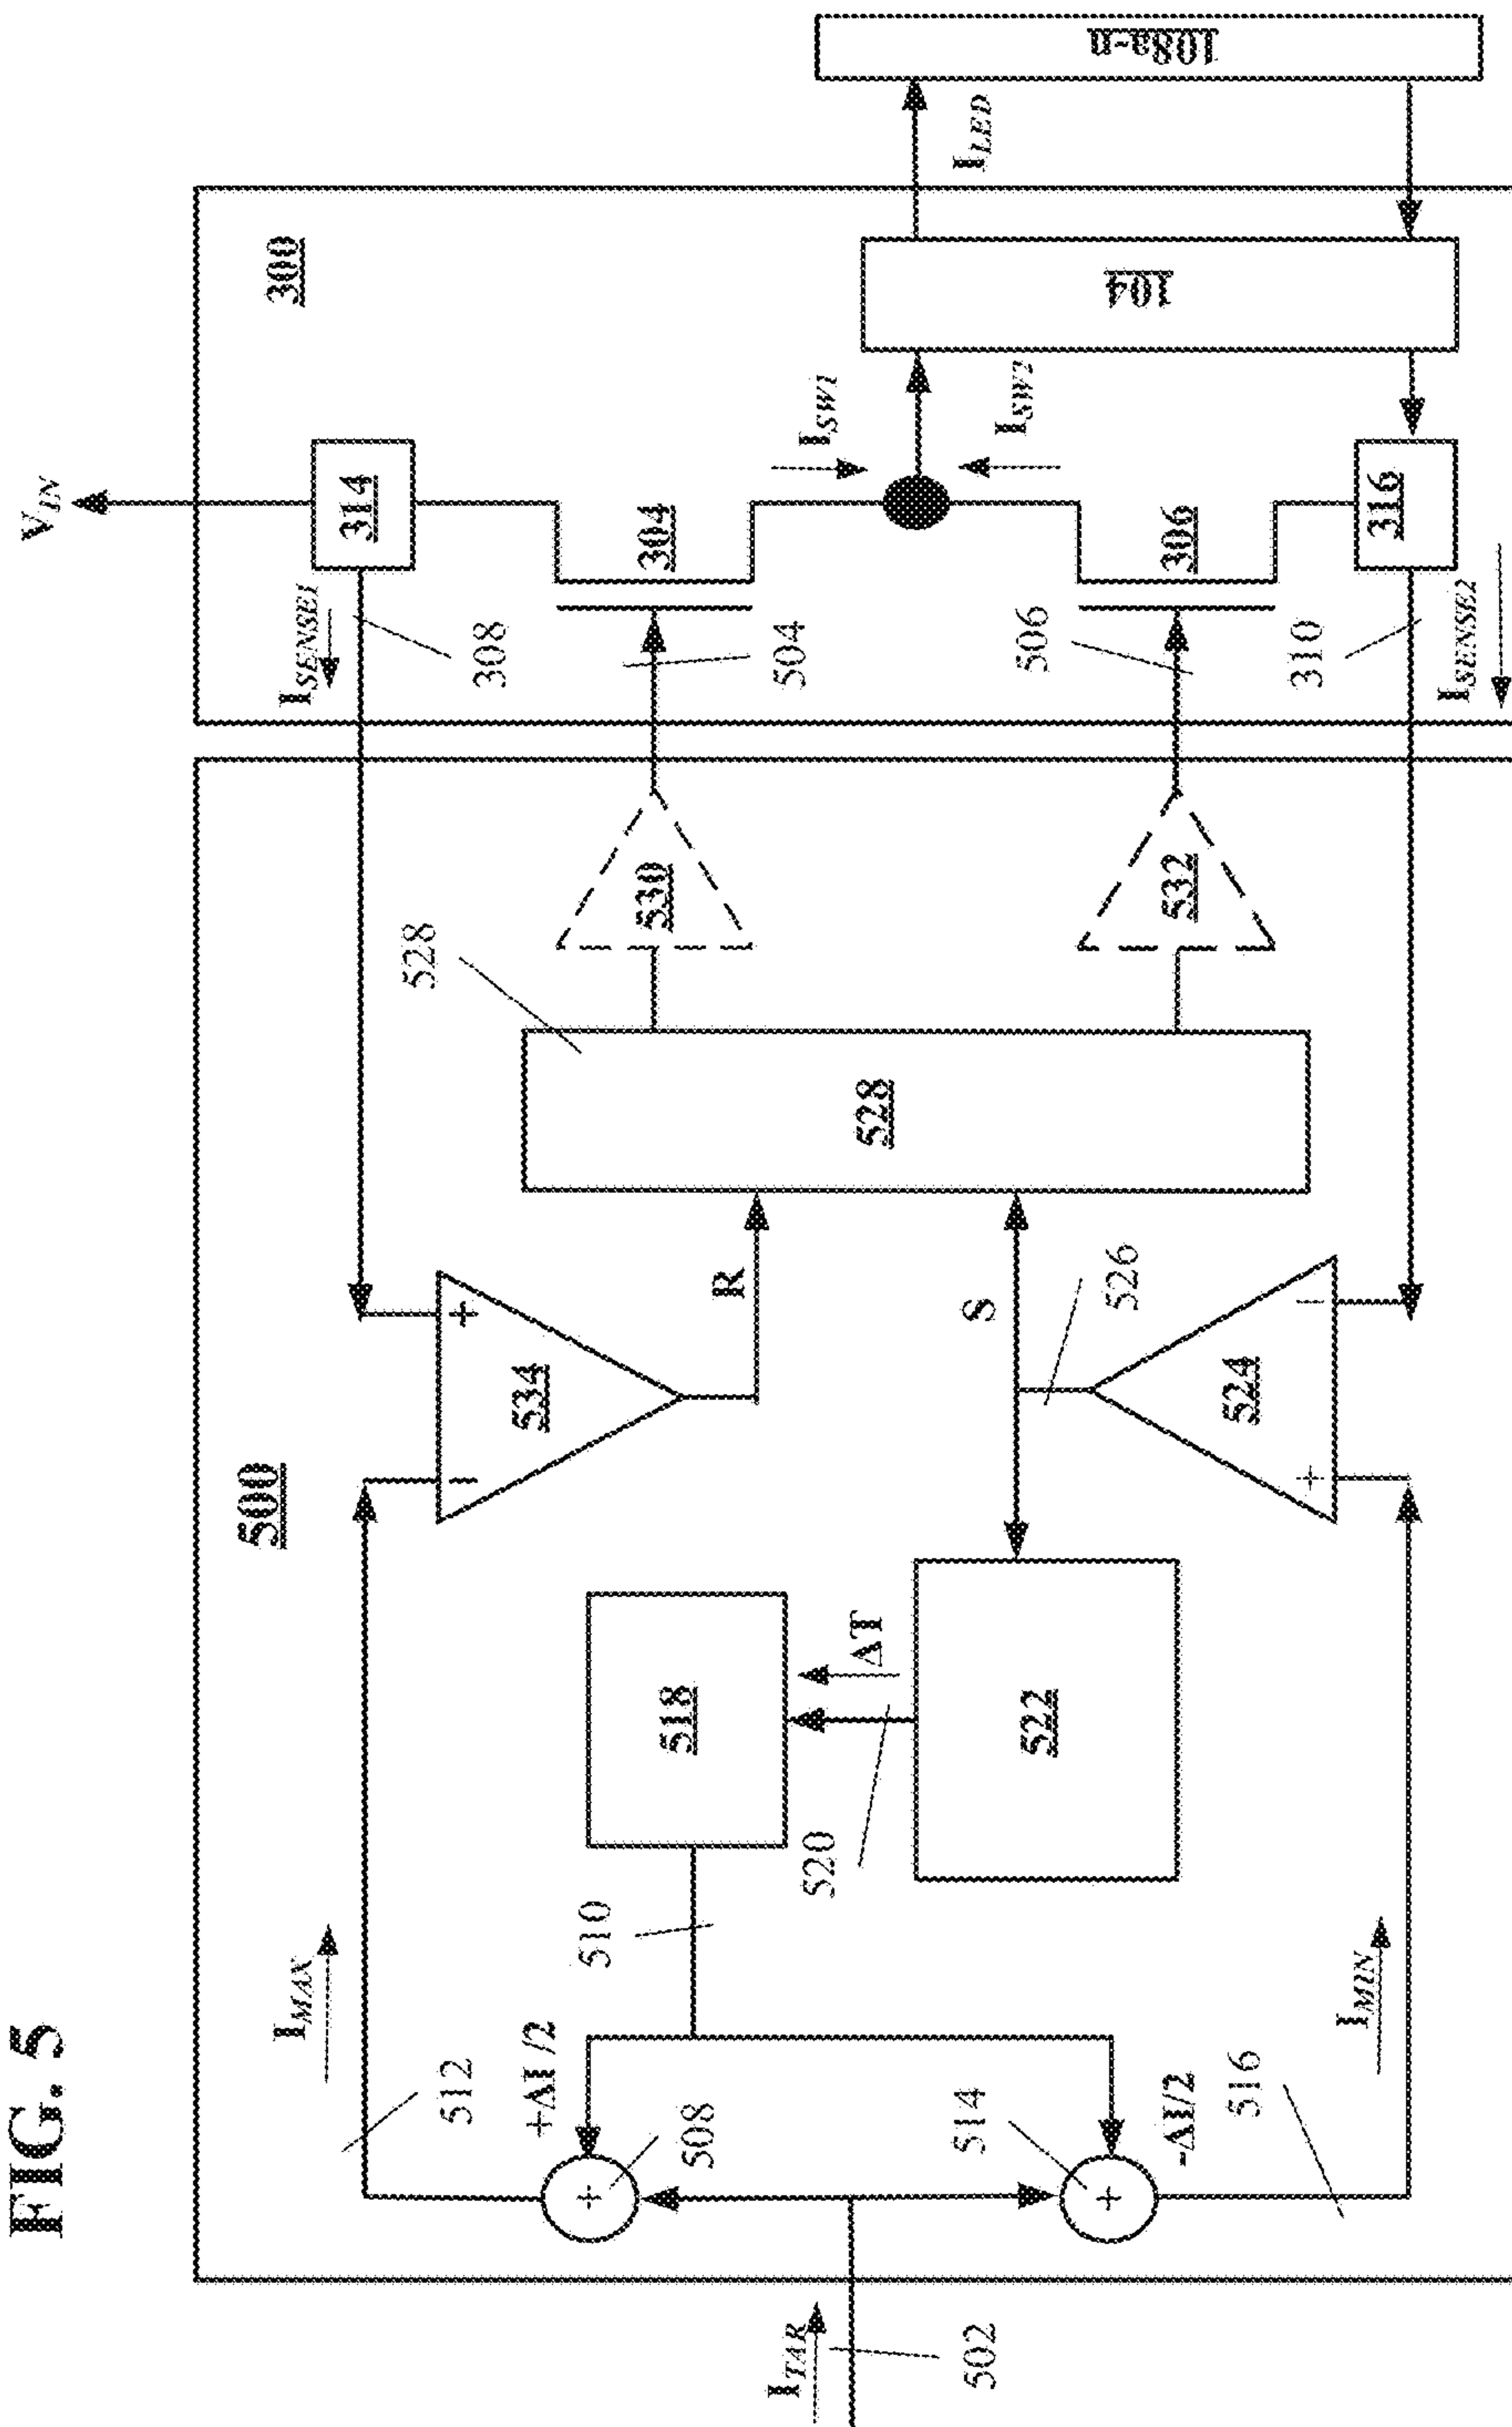 FIG. 5
V_IN
500
300
I_SENSE1
308
314
I_MAX
512
534
-
+
528
530
504
304
I_SW1
I_SW2
I_LED
108a-n
104
+ΔI /2
508
+
510
518
R
528
520
ΔT
522
S
526
532
506
306
I_TAR
502
514
+
-ΔI/2
516
I_MIN
524
+
-
310
316
I_SENSE2